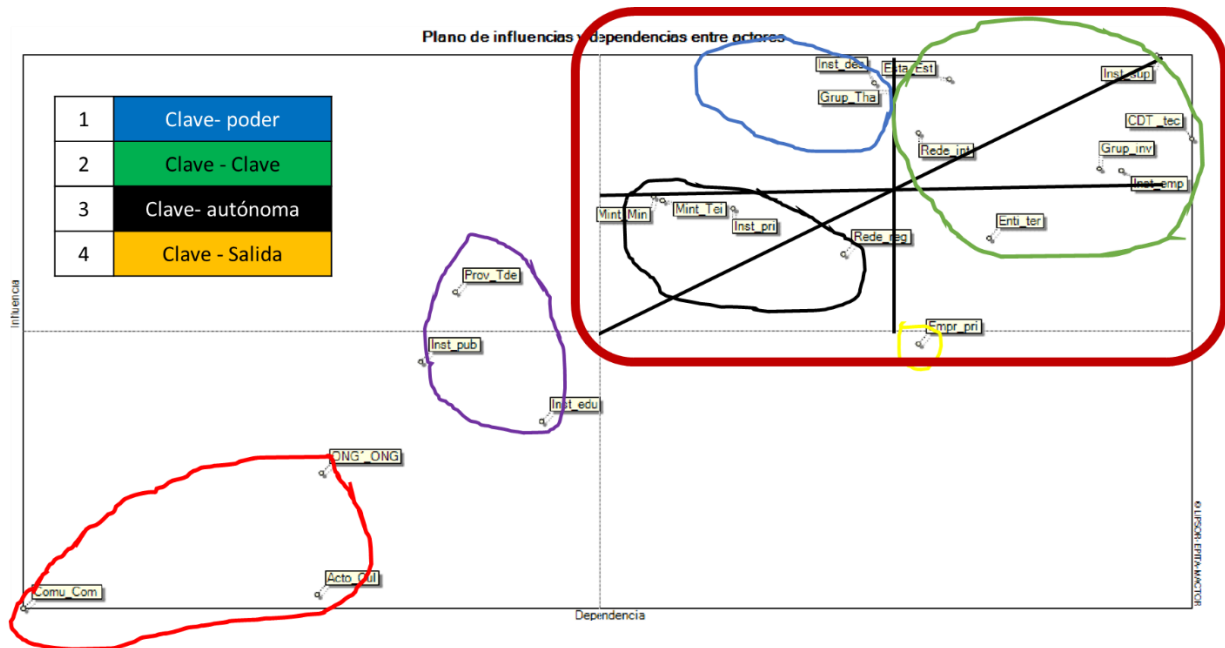 Plano de influencias y dependencias entre actores
1 Clave- poder
2 Clave - Clave
3 Clave- autónoma
4 Clave - Salida
Inst_des
Esta_Est
Inst_sup
Grup_Tha
CDT _tec
Rede_int
Grup_inv
Inst_emp
Mint_Min
Mint_Tei
Inst_pri
Enti_ter
Rede_reg
Prov_Tde
Influencia
Empr_pri
Inst_pub
Inst_edu
ONG´_ONG
Comu_Com
Acto_Cul
Dependencia
© LIPSOR-EPITA-MACTOR